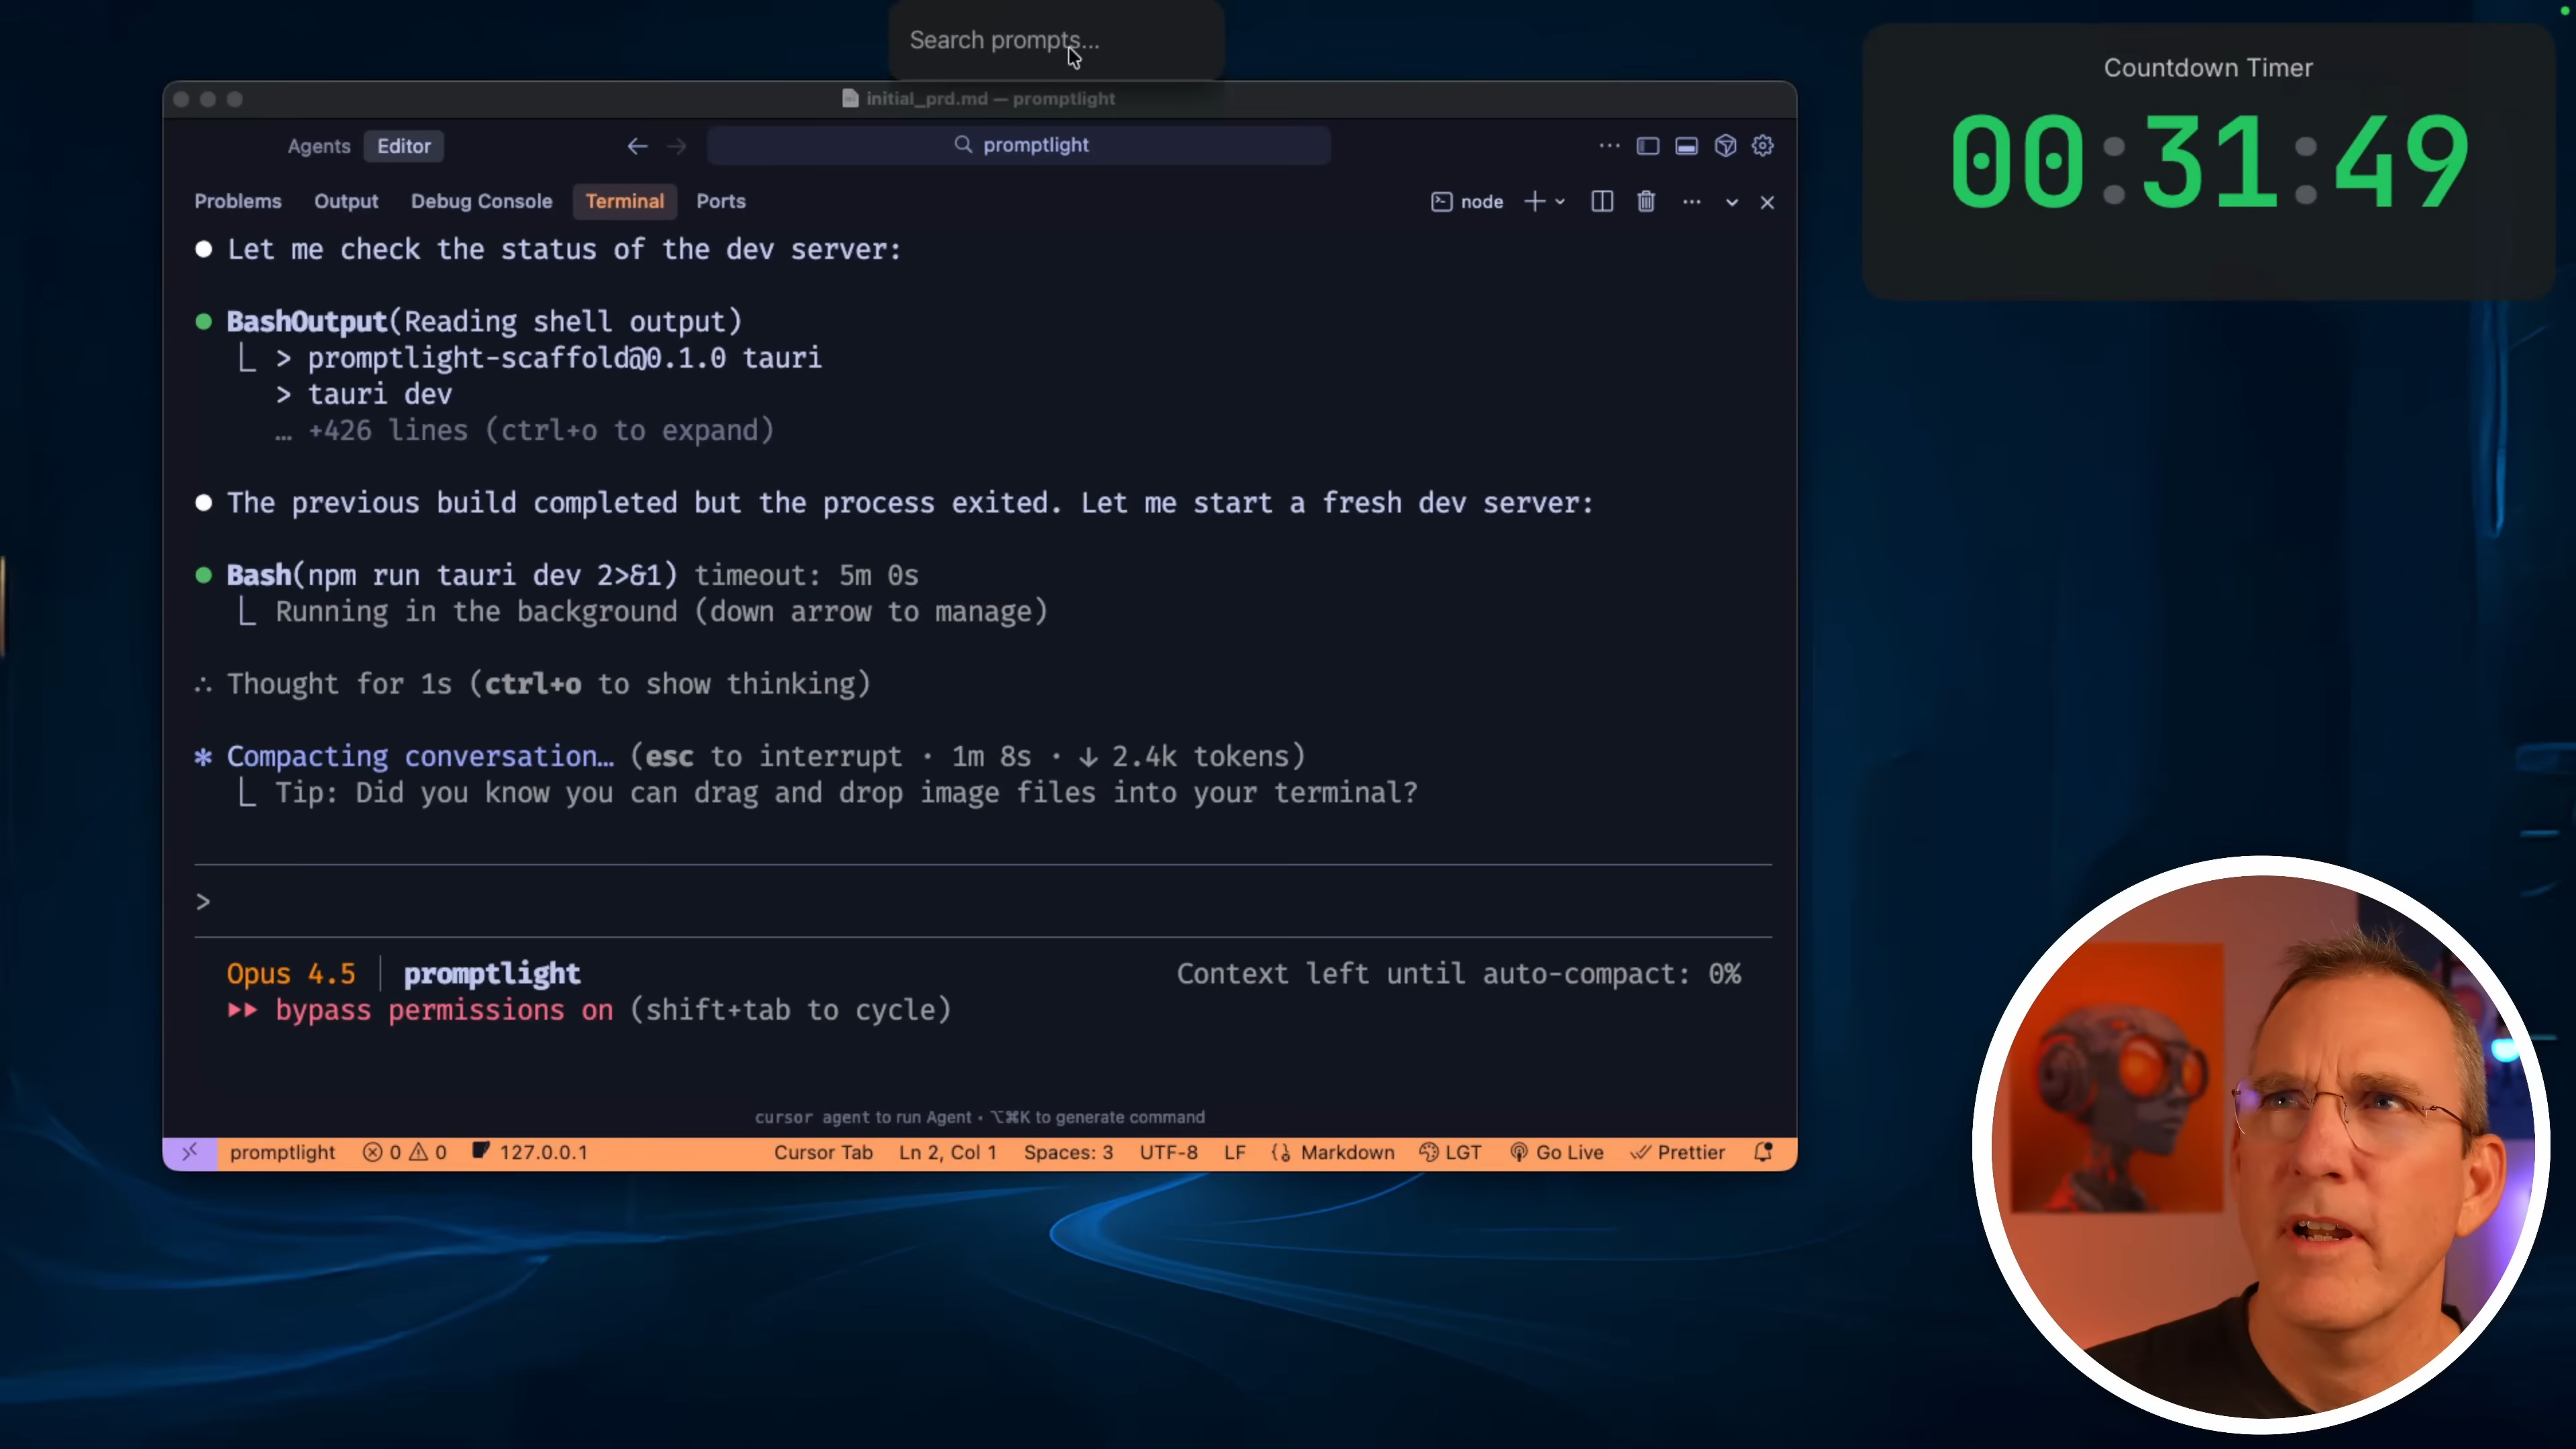 Search prompts...
Countdown Timer
00:31:49
initial_prd.md — promptlight
Agents Editor promptlight
Problems Output Debug Console Terminal Ports node
● Let me check the status of the dev server:
● BashOutput(Reading shell output)
└ > promptlight-scaffold@0.1.0 tauri
> tauri dev
… +426 lines (ctrl+o to expand)
● The previous build completed but the process exited. Let me start a fresh dev server:
● Bash(npm run tauri dev 2>&1) timeout: 5m 0s
└ Running in the background (down arrow to manage)
∴ Thought for 1s (ctrl+o to show thinking)
* Compacting conversation… (esc to interrupt · 1m 8s · ↓ 2.4k tokens)
└ Tip: Did you know you can drag and drop image files into your terminal?
>
Opus 4.5 | promptlight Context left until auto-compact: 0%
▸▸ bypass permissions on (shift+tab to cycle)
cursor agent to run Agent • ⌥⌘K to generate command
promptlight 0 0 127.0.0.1 Cursor Tab Ln 2, Col 1 Spaces: 3 UTF-8 LF Markdown LGT Go Live Prettier